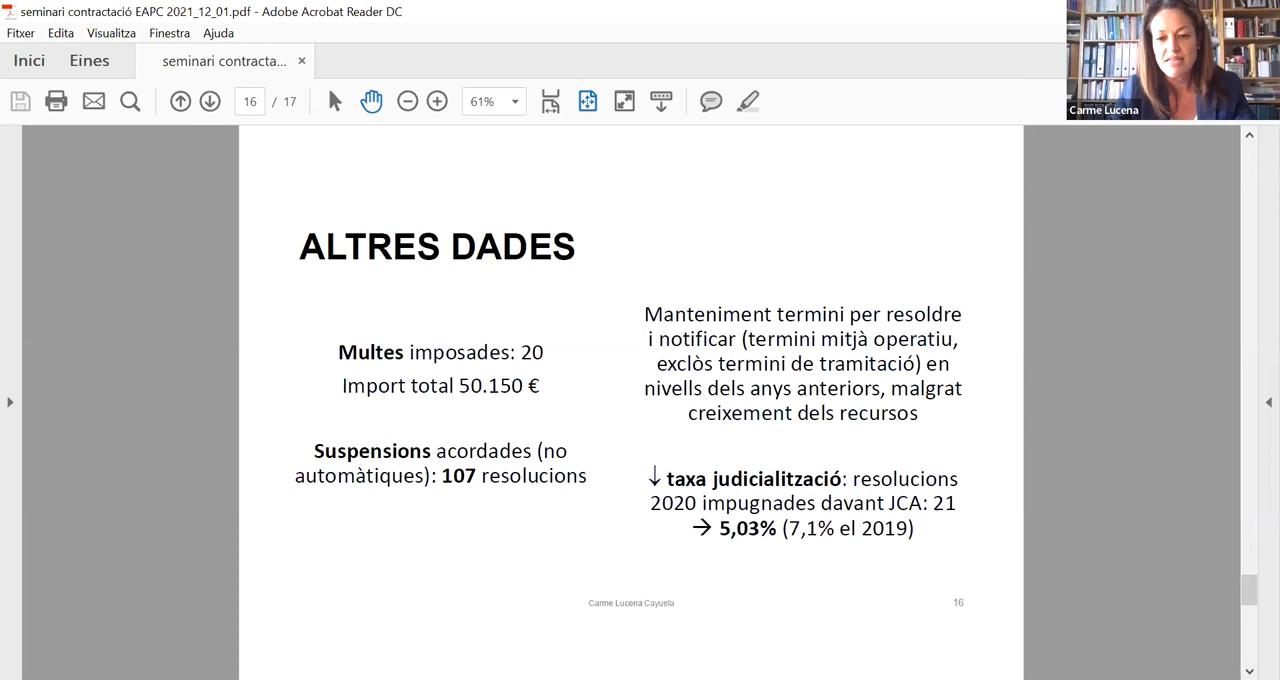 seminari contractació EAPC 2021_12_01.pdf - Adobe Acrobat Reader DC
Fitxer Edita Visualitza Finestra Ajuda
Inici Eines seminari contracta... ×
16 / 17 61%
Carme Lucena
ALTRES DADES
Multes imposades: 20
Import total 50.150 €
Suspensions acordades (no
automàtiques): 107 resolucions
Manteniment termini per resoldre
i notificar (termini mitjà operatiu,
exclòs termini de tramitació) en
nivells dels anys anteriors, malgrat
creixement dels recursos
↓ taxa judicialització: resolucions
2020 impugnades davant JCA: 21
→ 5,03% (7,1% el 2019)
Carme Lucena Cayuela 16